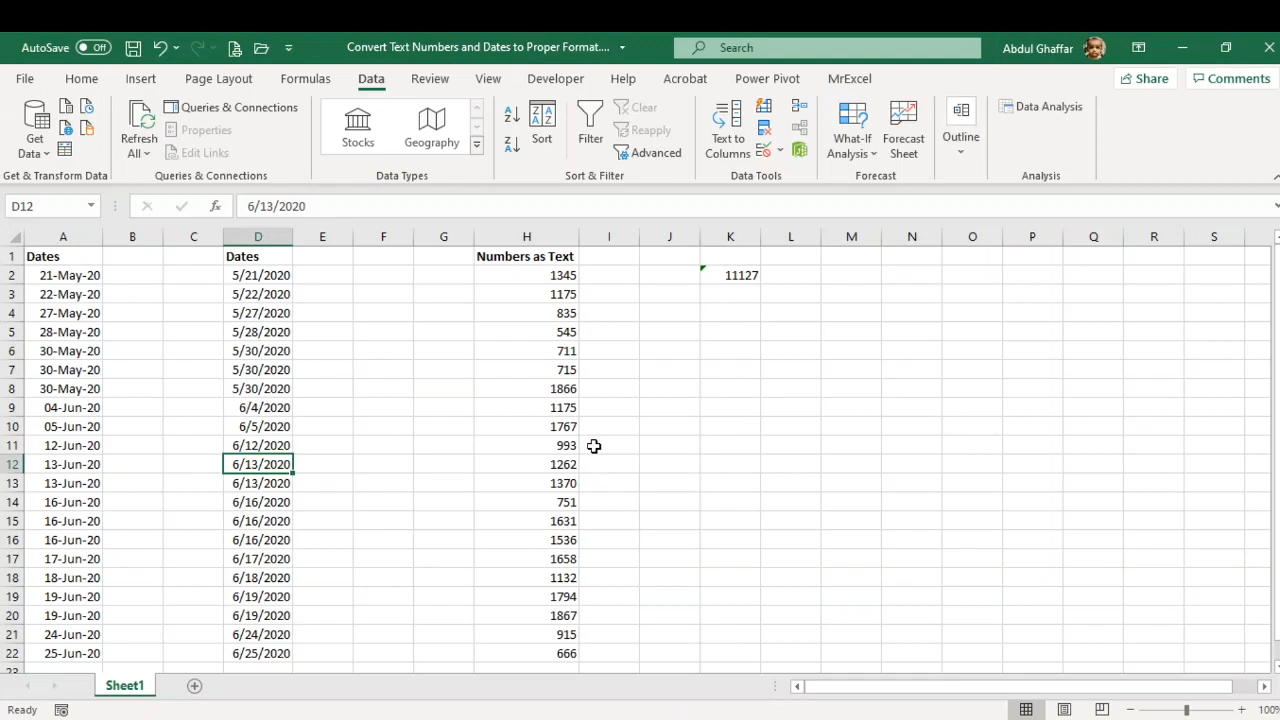 AutoSave Off Convert Text Numbers and Dates to Proper Format.... Search Abdul Ghaffar
File Home Insert Page Layout Formulas Data Review View Developer Help Acrobat Power Pivot MrExcel Share Comments
Get Data Refresh All Queries & Connections Properties Edit Links Stocks Geography Sort Filter Clear Reapply Advanced Text to Columns What-If Analysis Forecast Sheet Outline Data Analysis
Get & Transform Data Queries & Connections Data Types Sort & Filter Data Tools Forecast Analysis
D12 fx 6/13/2020
A B C D E F G H I J K L M N O P Q R S
1 Dates Dates Numbers as Text
2 21-May-20 5/21/2020 1345 11127
3 22-May-20 5/22/2020 1175
4 27-May-20 5/27/2020 835
5 28-May-20 5/28/2020 545
6 30-May-20 5/30/2020 711
7 30-May-20 5/30/2020 715
8 30-May-20 5/30/2020 1866
9 04-Jun-20 6/4/2020 1175
10 05-Jun-20 6/5/2020 1767
11 12-Jun-20 6/12/2020 993
12 13-Jun-20 6/13/2020 1262
13 13-Jun-20 6/13/2020 1370
14 16-Jun-20 6/16/2020 751
15 16-Jun-20 6/16/2020 1631
16 16-Jun-20 6/16/2020 1536
17 17-Jun-20 6/17/2020 1658
18 18-Jun-20 6/18/2020 1132
19 19-Jun-20 6/19/2020 1794
20 19-Jun-20 6/19/2020 1867
21 24-Jun-20 6/24/2020 915
22 25-Jun-20 6/25/2020 666
23
Sheet1
Ready 100%